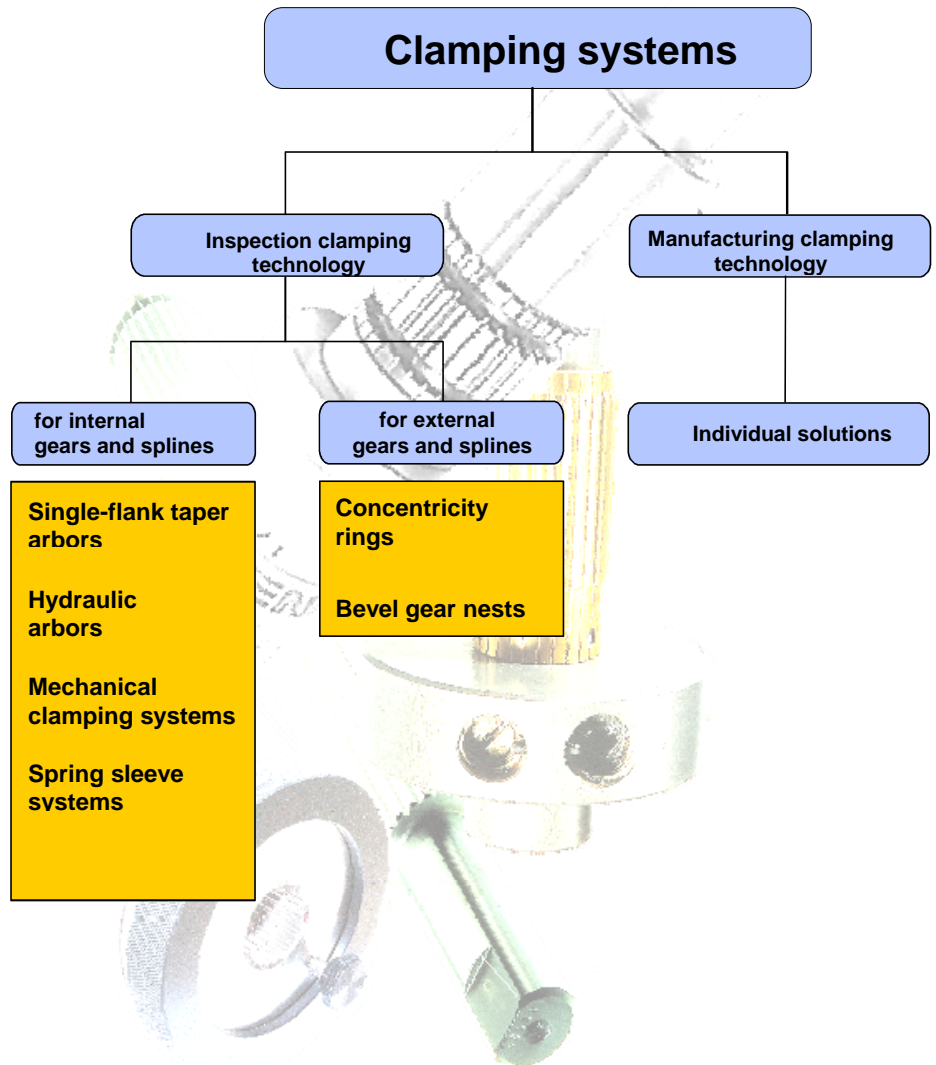 Clamping systems
Inspection clamping
technology
Manufacturing clamping
technology
for internal
gears and splines
for external
gears and splines
Individual solutions
Single-flank taper
arbors
Hydraulic
arbors
Mechanical
clamping systems
Spring sleeve
systems
Concentricity
rings
Bevel gear nests